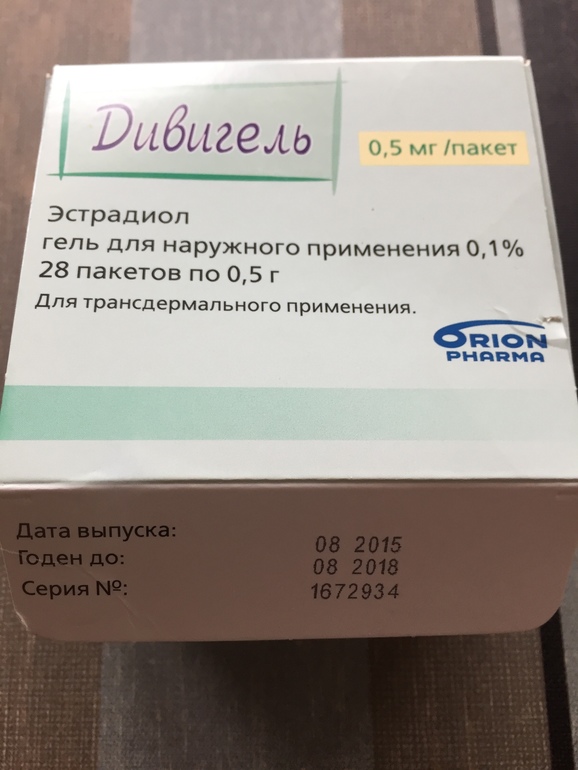 Дивигель
0,5 мг /пакет
Эстрадиол
гель для наружного применения 0,1%
28 пакетов по 0,5 г
Для трансдермального применения.
ORION
PHARMA
Дата выпуска: 08 2015
Годен до: 08 2018
Серия №: 1672934